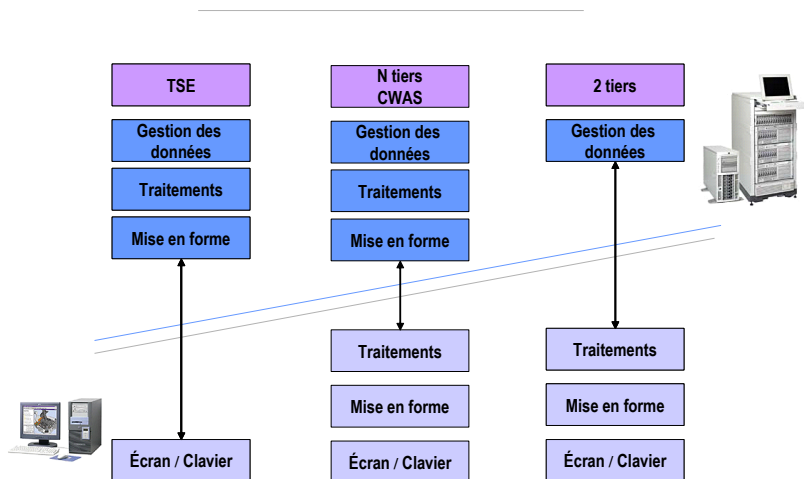 TSE
N tiers
CWAS
2 tiers
Gestion des
données
Gestion des
données
Gestion des
données
Traitements
Traitements
Mise en forme
Mise en forme
Traitements
Traitements
Mise en forme
Mise en forme
Écran / Clavier
Écran / Clavier
Écran / Clavier